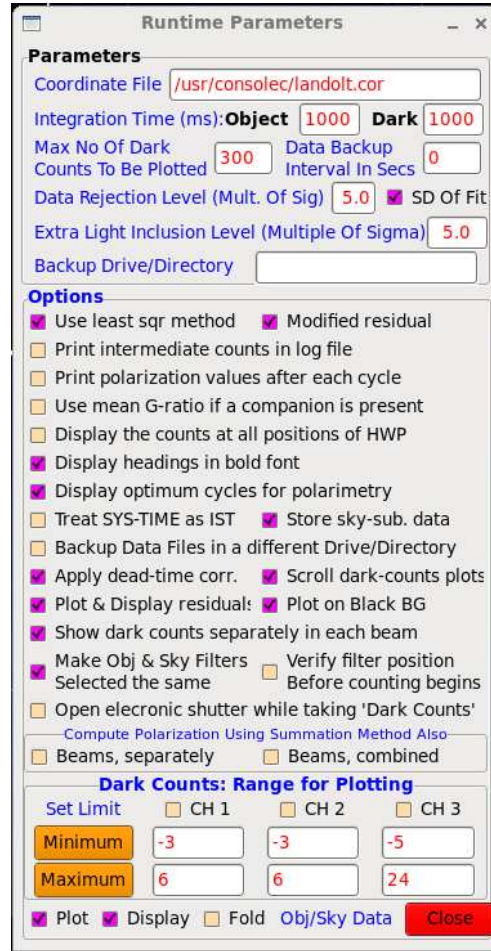 Runtime Parameters
Parameters
Coordinate File /usr/consolec/landolt.cor
Integration Time (ms): Object 1000 Dark 1000
Max No Of Dark Data Backup
Counts To Be Plotted 300 Interval In Secs 0
Data Rejection Level (Mult. Of Sig) 5.0 SD Of Fit
Extra Light Inclusion Level (Multiple Of Sigma) 5.0
Backup Drive/Directory
Options
Use least sqr method Modified residual
Print intermediate counts in log file
Print polarization values after each cycle
Use mean G-ratio if a companion is present
Display the counts at all positions of HWP
Display headings in bold font
Display optimum cycles for polarimetry
Treat SYS-TIME as IST Store sky-sub. data
Backup Data Files in a different Drive/Directory
Apply dead-time corr. Scroll dark-counts plots
Plot & Display residuals Plot on Black BG
Show dark counts separately in each beam
Make Obj & Sky Filters Verify filter position
Selected the same Before counting begins
Open elecronic shutter while taking 'Dark Counts'
Compute Polarization Using Summation Method Also
Beams, separately Beams, combined
Dark Counts: Range for Plotting
Set Limit CH 1 CH 2 CH 3
Minimum -3 -3 -5
Maximum 6 6 24
Plot Display Fold Obj/Sky Data Close